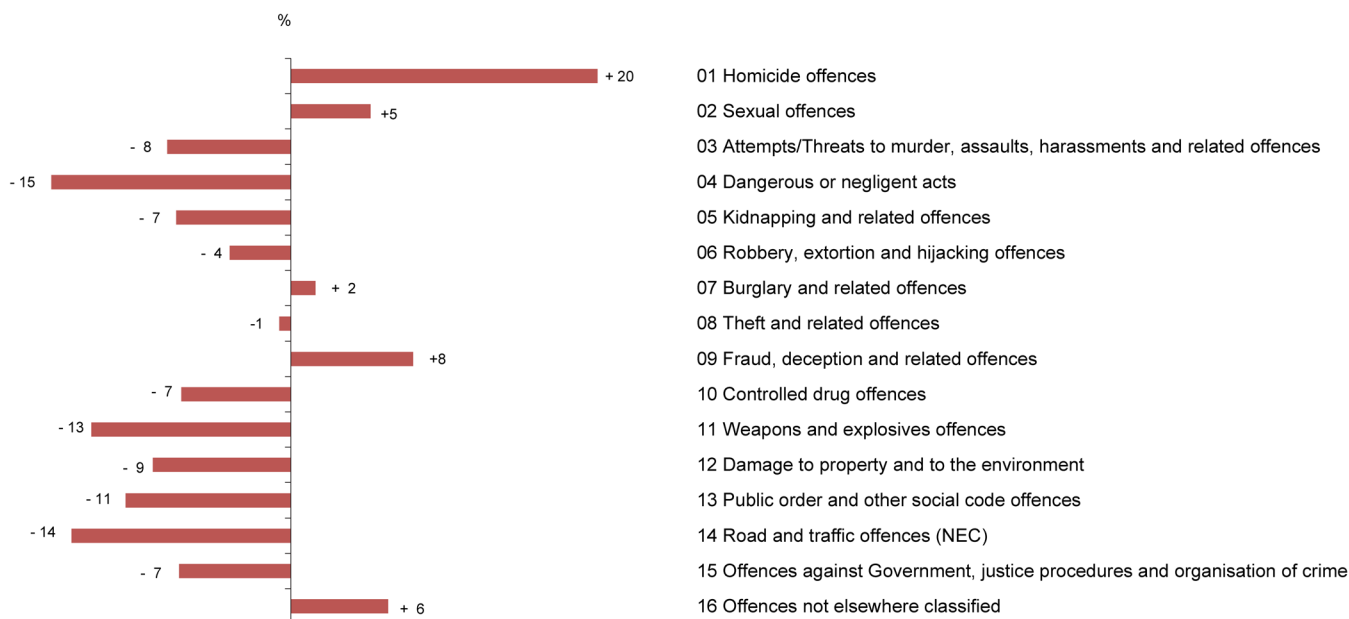 %
+ 20 01 Homicide offences
+5 02 Sexual offences
- 8 03 Attempts/Threats to murder, assaults, harassments and related offences
- 15 04 Dangerous or negligent acts
- 7 05 Kidnapping and related offences
- 4 06 Robbery, extortion and hijacking offences
+ 2 07 Burglary and related offences
-1 08 Theft and related offences
+8 09 Fraud, deception and related offences
- 7 10 Controlled drug offences
- 13 11 Weapons and explosives offences
- 9 12 Damage to property and to the environment
- 11 13 Public order and other social code offences
- 14 14 Road and traffic offences (NEC)
- 7 15 Offences against Government, justice procedures and organisation of crime
+ 6 16 Offences not elsewhere classified